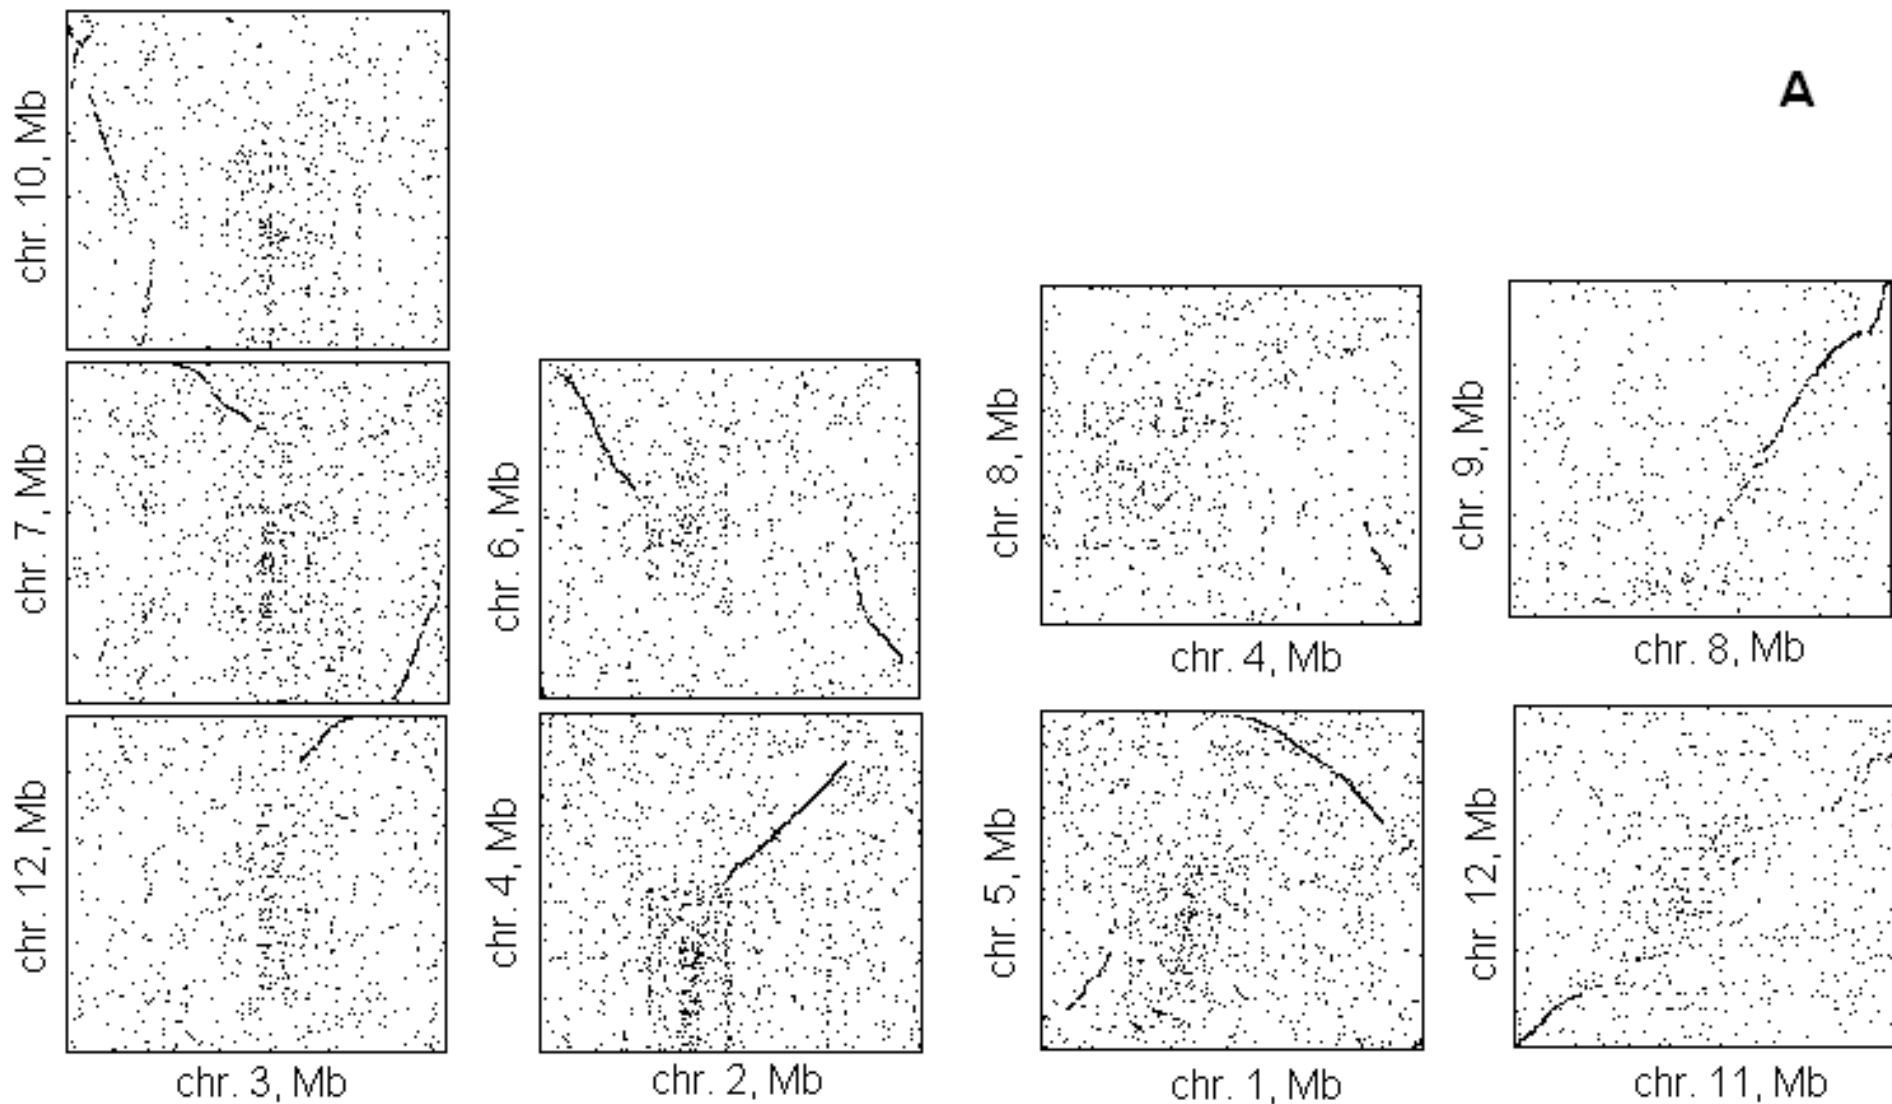 A
chr. 10, Mb
chr. 7, Mb
chr. 12, Mb
chr. 3, Mb
chr. 6, Mb
chr. 4, Mb
chr. 2, Mb
chr. 8, Mb
chr. 4, Mb
chr. 9, Mb
chr. 8, Mb
chr. 5, Mb
chr. 1, Mb
chr. 12, Mb
chr. 11, Mb